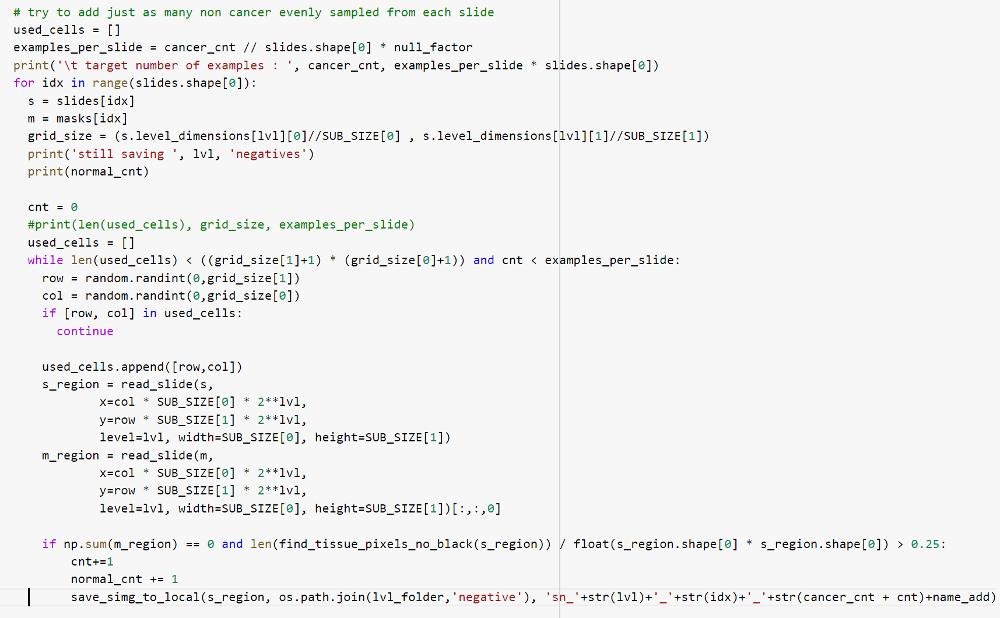 # try to add just as many non cancer evenly sampled from each slide
used_cells = []
examples_per_slide = cancer_cnt // slides.shape[0] * null_factor
print('\t target number of examples : ', cancer_cnt, examples_per_slide * slides.shape[0])
for idx in range(slides.shape[0]):
  s = slides[idx]
  m = masks[idx]
  grid_size = (s.level_dimensions[lvl][0]//SUB_SIZE[0] , s.level_dimensions[lvl][1]//SUB_SIZE[1])
  print('still saving ', lvl, 'negatives')
  print(normal_cnt)

  cnt = 0
  #print(len(used_cells), grid_size, examples_per_slide)
  used_cells = []
  while len(used_cells) < ((grid_size[1]+1) * (grid_size[0]+1)) and cnt < examples_per_slide:
    row = random.randint(0,grid_size[1])
    col = random.randint(0,grid_size[0])
    if [row, col] in used_cells:
      continue

    used_cells.append([row,col])
    s_region = read_slide(s,
            x=col * SUB_SIZE[0] * 2**lvl,
            y=row * SUB_SIZE[1] * 2**lvl,
            level=lvl, width=SUB_SIZE[0], height=SUB_SIZE[1])
    m_region = read_slide(m,
            x=col * SUB_SIZE[0] * 2**lvl,
            y=row * SUB_SIZE[1] * 2**lvl,
            level=lvl, width=SUB_SIZE[0], height=SUB_SIZE[1])[:,:,0]

    if np.sum(m_region) == 0 and len(find_tissue_pixels_no_black(s_region)) / float(s_region.shape[0] * s_region.shape[0]) > 0.25:
        cnt+=1
        normal_cnt += 1
        save_simg_to_local(s_region, os.path.join(lvl_folder,'negative'), 'sn_'+str(lvl)+'_'+str(idx)+'_'+str(cancer_cnt + cnt)+name_add)